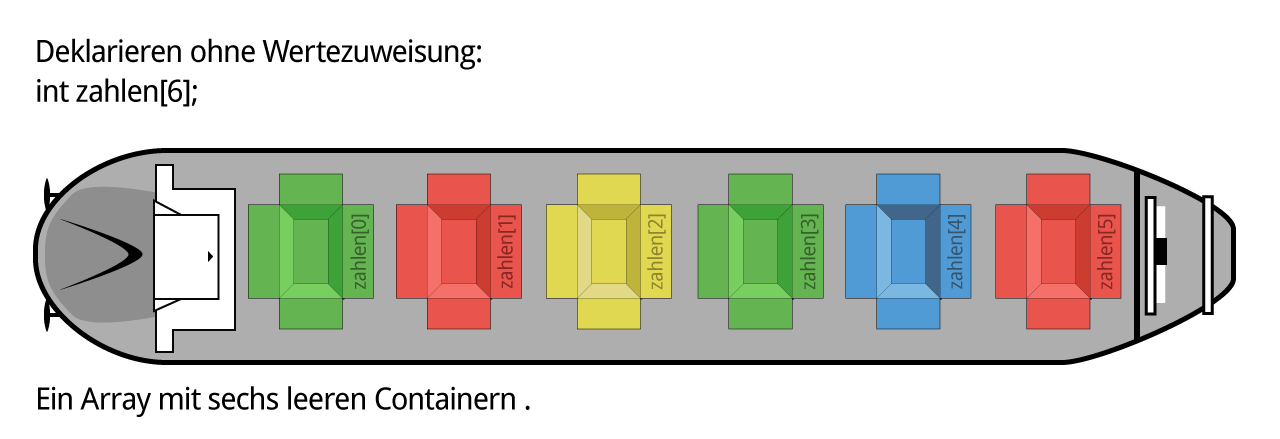 Deklarieren ohne Wertezuweisung:
int zahlen[6];
zahlen[0]
zahlen[1]
zahlen[2]
zahlen[3]
zahlen[4]
zahlen[5]
Ein Array mit sechs leeren Containern .